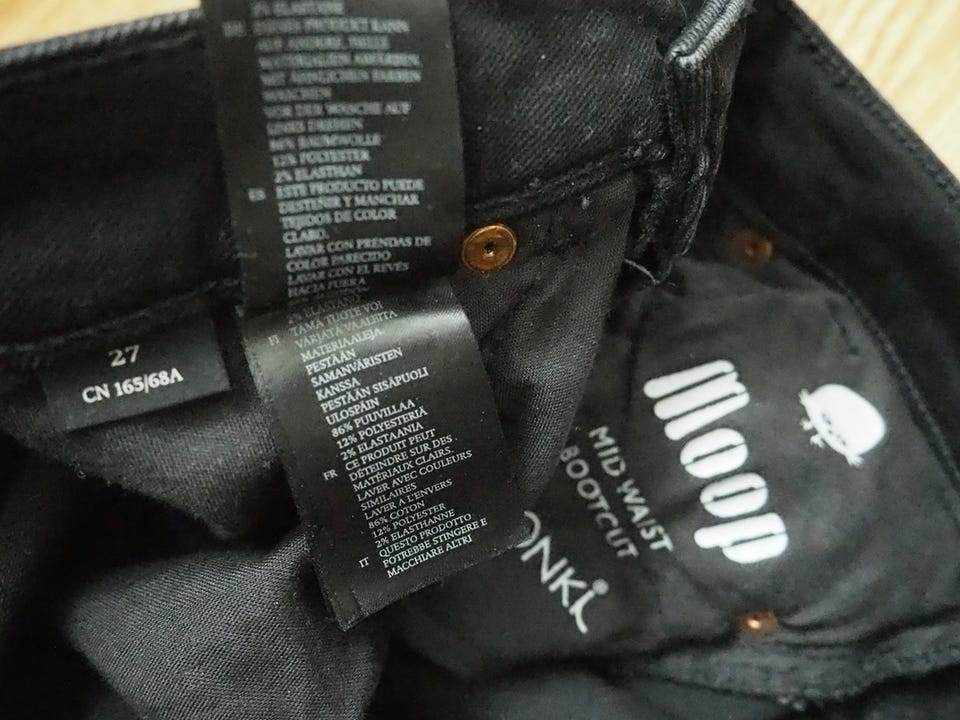 2% ELASTANE
DE DIESER PRODUKT KANN
AUF ANDERE, HELLE
MATERIALIEN ABFÄRBEN.
MIT ÄHNLICHEN FARBEN
WASCHEN
VOR DER WÄSCHE AUF
LINKS DREHEN
86% BAUMWOLLE
12% POLYESTER
2% ELASTHAN
ES ESTE PRODUCTO PUEDE
DESTEÑIR Y MANCHAR
TEJIDOS DE COLOR
CLARO.
LAVAR CON PRENDAS DE
COLOR PARECIDO
LAVAR CON EL REVÉS
HACIA FUERA
2% ELASTANO
FI TÄMÄ TUOTE VOI
VÄRJÄTÄ VAALEITA
MATERIAALEJA.
PESTÄÄN
SAMANVÄRISTEN
KANSSA
PESTÄÄN SISÄPUOLI
ULOSPÄIN
86% PUUVILLAA
12% POLYESTERIÄ
2% ELASTAANIA
FR CE PRODUIT PEUT
DÉTEINDRE SUR DES
MATÉRIAUX CLAIRS.
LAVER AVEC COULEURS
SIMILAIRES
LAVER A L'ENVERS
86% COTON
12% POLYESTER
2% ELASTHANNE
IT QUESTO PRODOTTO
POTREBBE STINGERE E
MACCHIARE ALTRI
27
CN 165/68A
moop
MID WAIST
BOOTCUT
ONKi